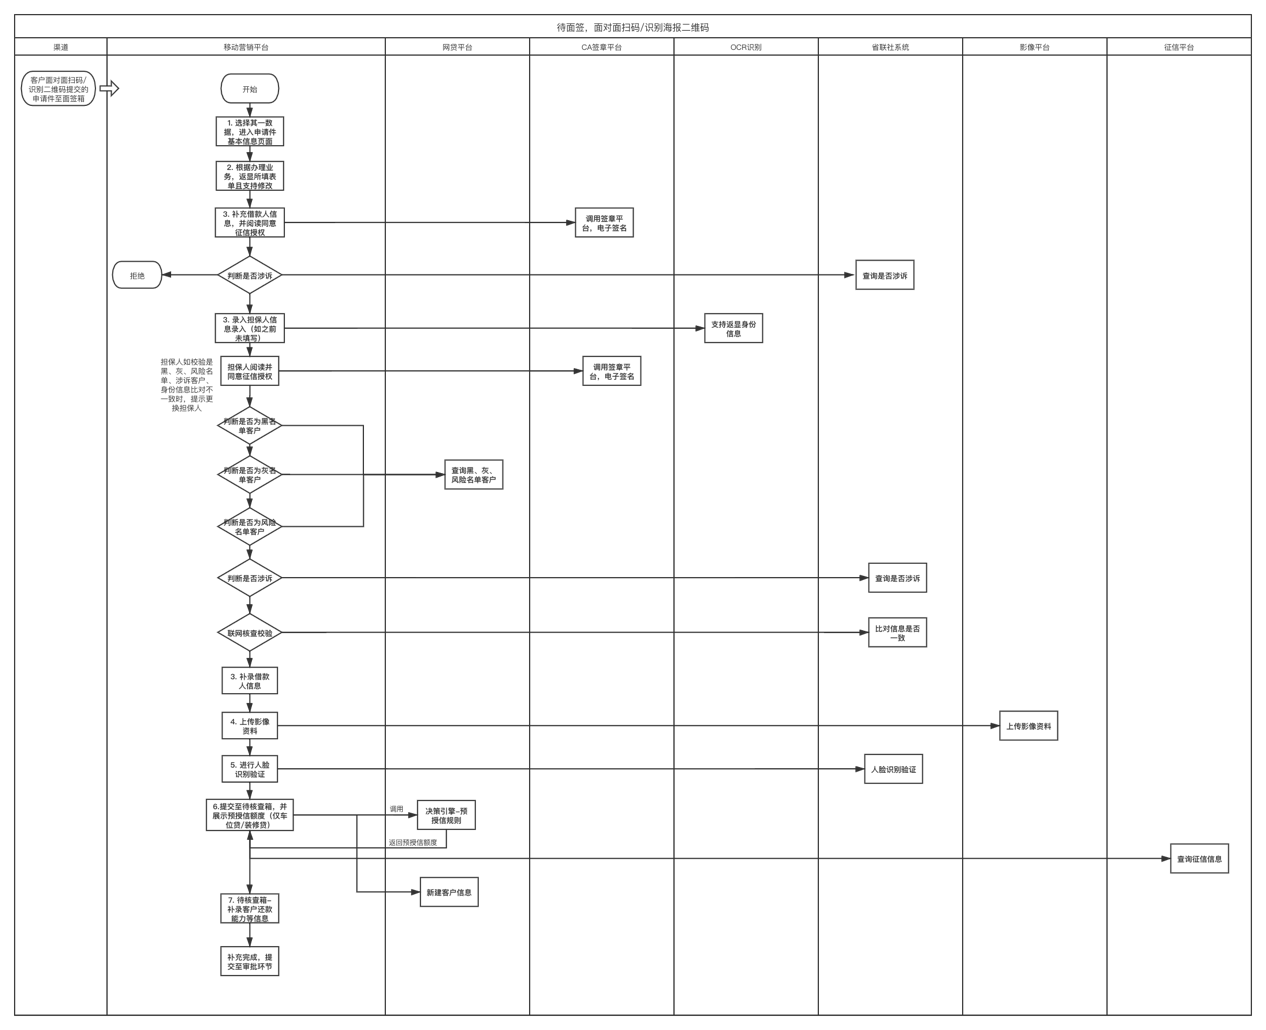 待面签，面对面扫码/识别海报二维码
渠道
移动营销平台
网贷平台
CA签章平台
OCR识别
省联社系统
影像平台
征信平台
客户面对面扫码/
识别二维码提交的
申请件至面签箱
开始
1. 选择其一数
据，进入申请件
基本信息页面
2. 根据办理业
务，返显所填表
单且支持修改
3. 补充借款人信
息，并阅读同意
征信授权
调用签章平
台，电子签名
拒绝
判断是否涉诉
查询是否涉诉
3. 录入担保人信
息录入（如之前
未填写）
支持返显身份
信息
担保人如校验是
黑、灰、风险名
单，涉诉客户、
身份信息比对不
一致时，提示更
换担保人
担保人阅读并
同意征信授权
调用签章平
台，电子签名
判断是否为黑名
单客户
判断是否为灰名
单客户
查询黑、灰、
风险名单客户
判断是否为风险
名单客户
判断是否涉诉
查询是否涉诉
联网核查校验
比对信息是否
一致
3. 补录借款
人信息
4. 上传影像
资料
上传影像资料
5. 进行人脸
识别验证
人脸识别验证
6.提交至待核查箱，并
展示预授信额度（仅车
位贷/装修贷）
调用
决策引擎-预
授信规则
返回预授信额度
查询征信信息
新建客户信息
7. 待核查箱-
补录客户还款
能力等信息
补充完成，提
交至审批环节